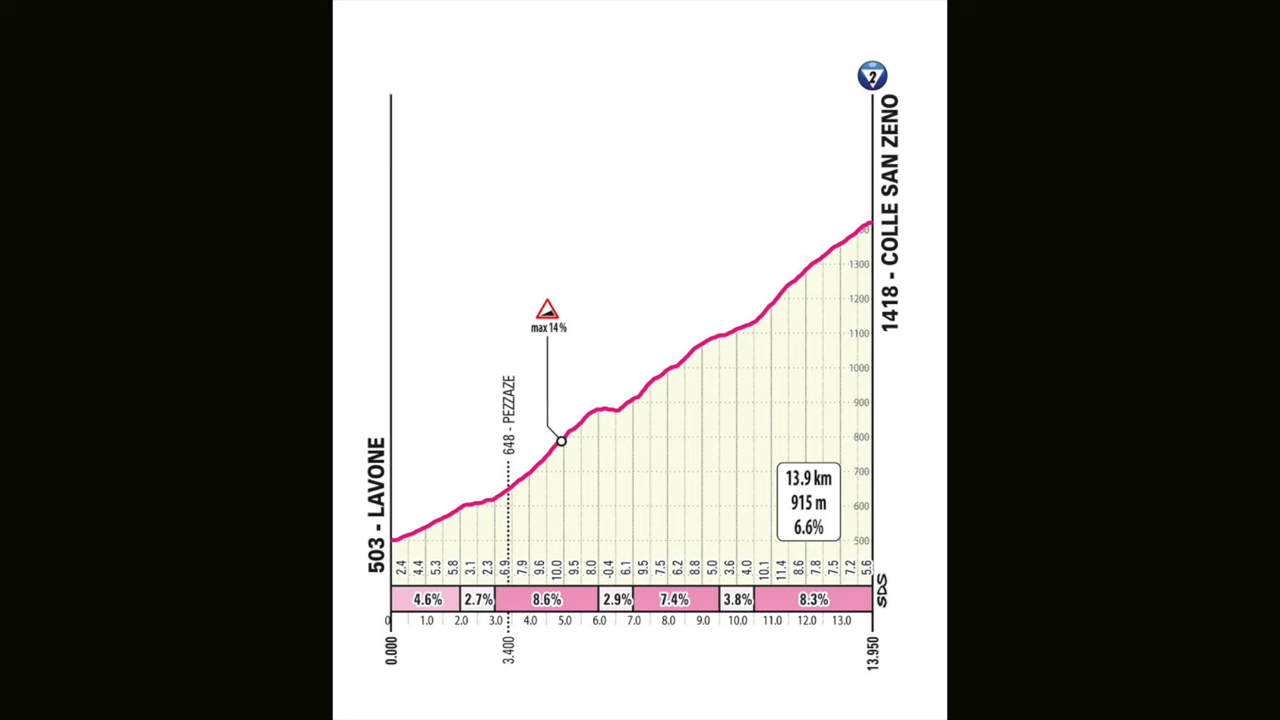 2
1418 - COLLE SAN ZENO
1300
1200
1100
1000
900
800
700
600
500
max 14%
648 - PEZZAZE
503 - LAVONE
13.9 km
915 m
6.6%
2.4 4.4 5.3 5.8 3.1 2.3 6.9 7.9 9.6 10.0 9.5 8.0 -0.4 6.1 9.5 7.5 6.2 8.8 5.0 3.6 4.0 10.1 11.4 8.6 7.8 7.5 7.2 5.6
SDS
4.6% 2.7% 8.6% 2.9% 7.4% 3.8% 8.3%
0 1.0 2.0 3.0 4.0 5.0 6.0 7.0 8.0 9.0 10.0 11.0 12.0 13.0
0.000 3.400 13.950